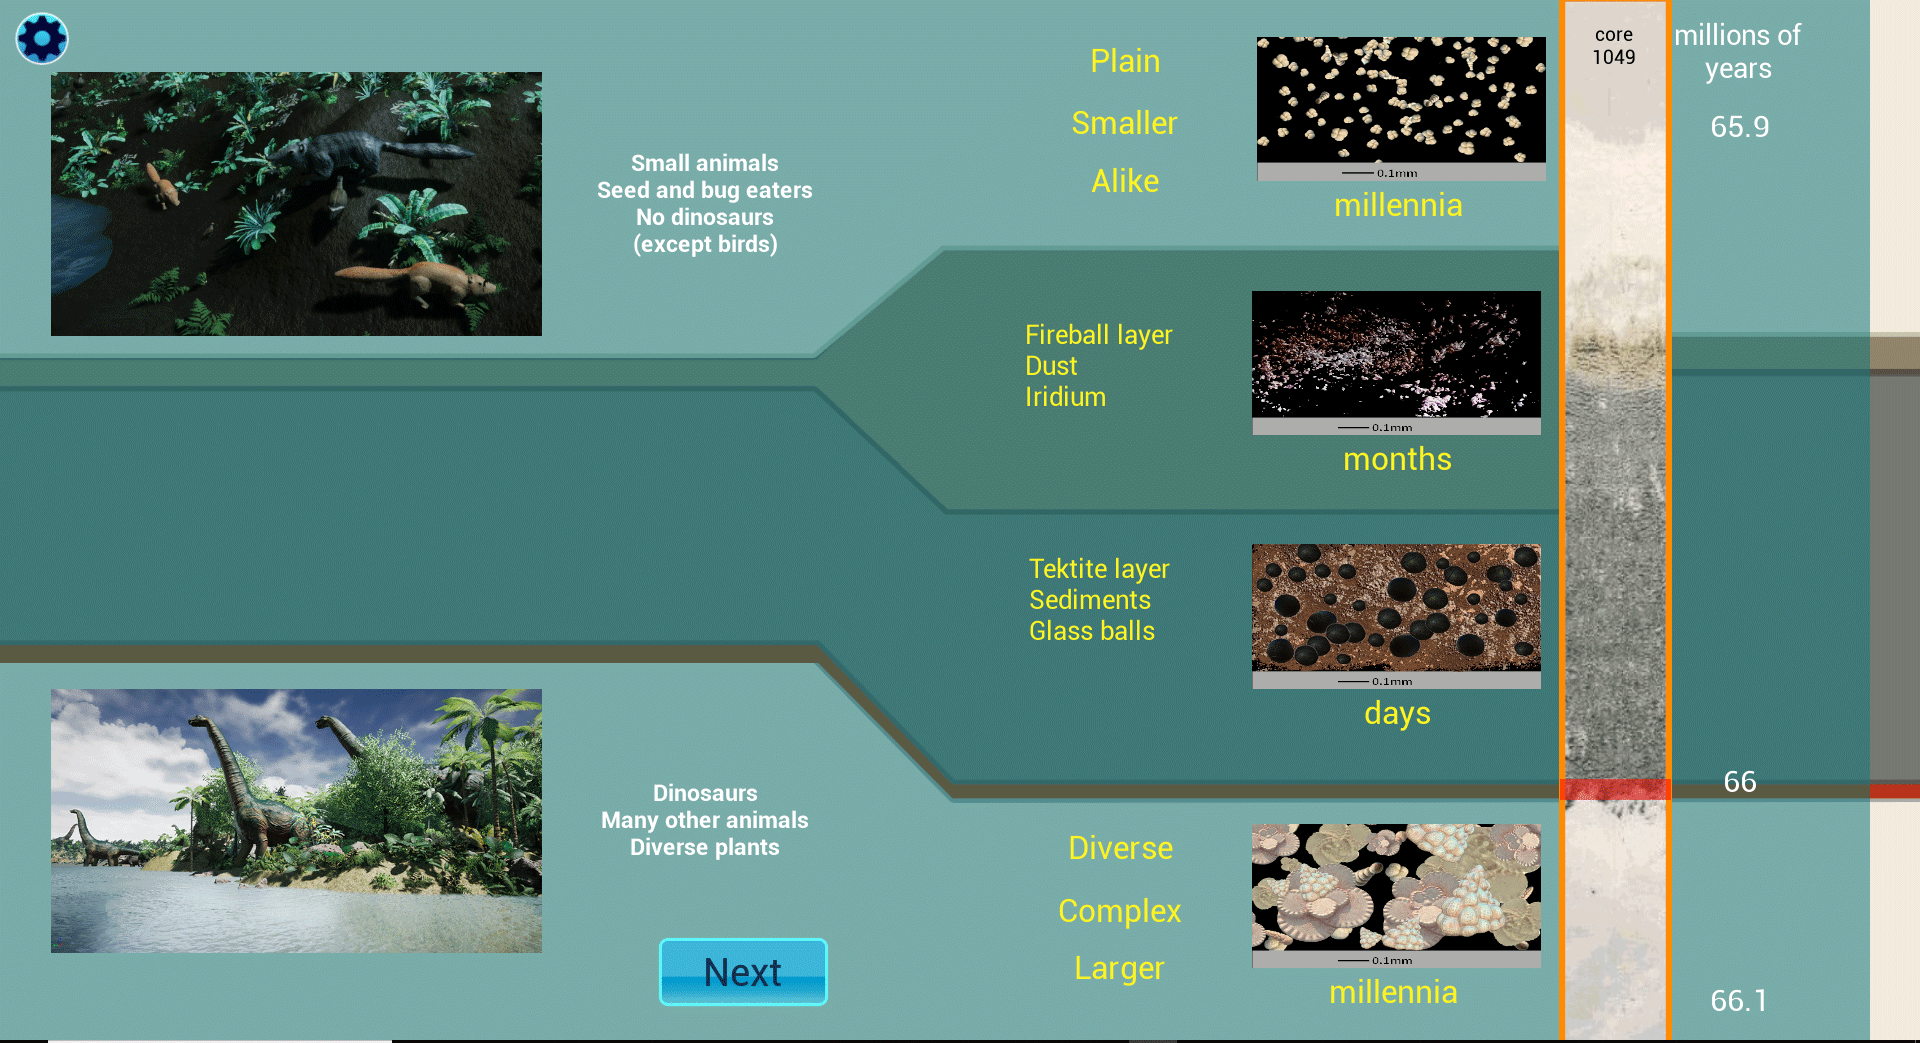 core
1049
millions of
years
65.9
66
66.1
Plain
Smaller
Alike
0.1mm
millennia
Small animals
Seed and bug eaters
No dinosaurs
(except birds)
Fireball layer
Dust
Iridium
0.1mm
months
Tektite layer
Sediments
Glass balls
0.1mm
days
Dinosaurs
Many other animals
Diverse plants
Diverse
Complex
Larger
0.1mm
millennia
Next